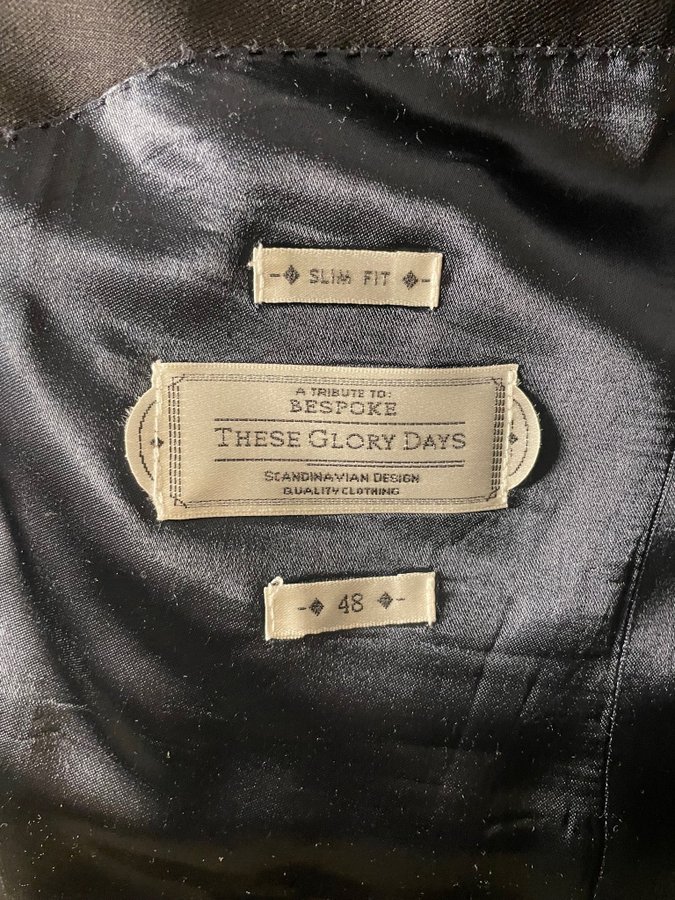 SLIM FIT
A TRIBUTE TO:
BESPOKE
THESE GLORY DAYS
SCANDINAVIAN DESIGN
QUALITY CLOTHING
48